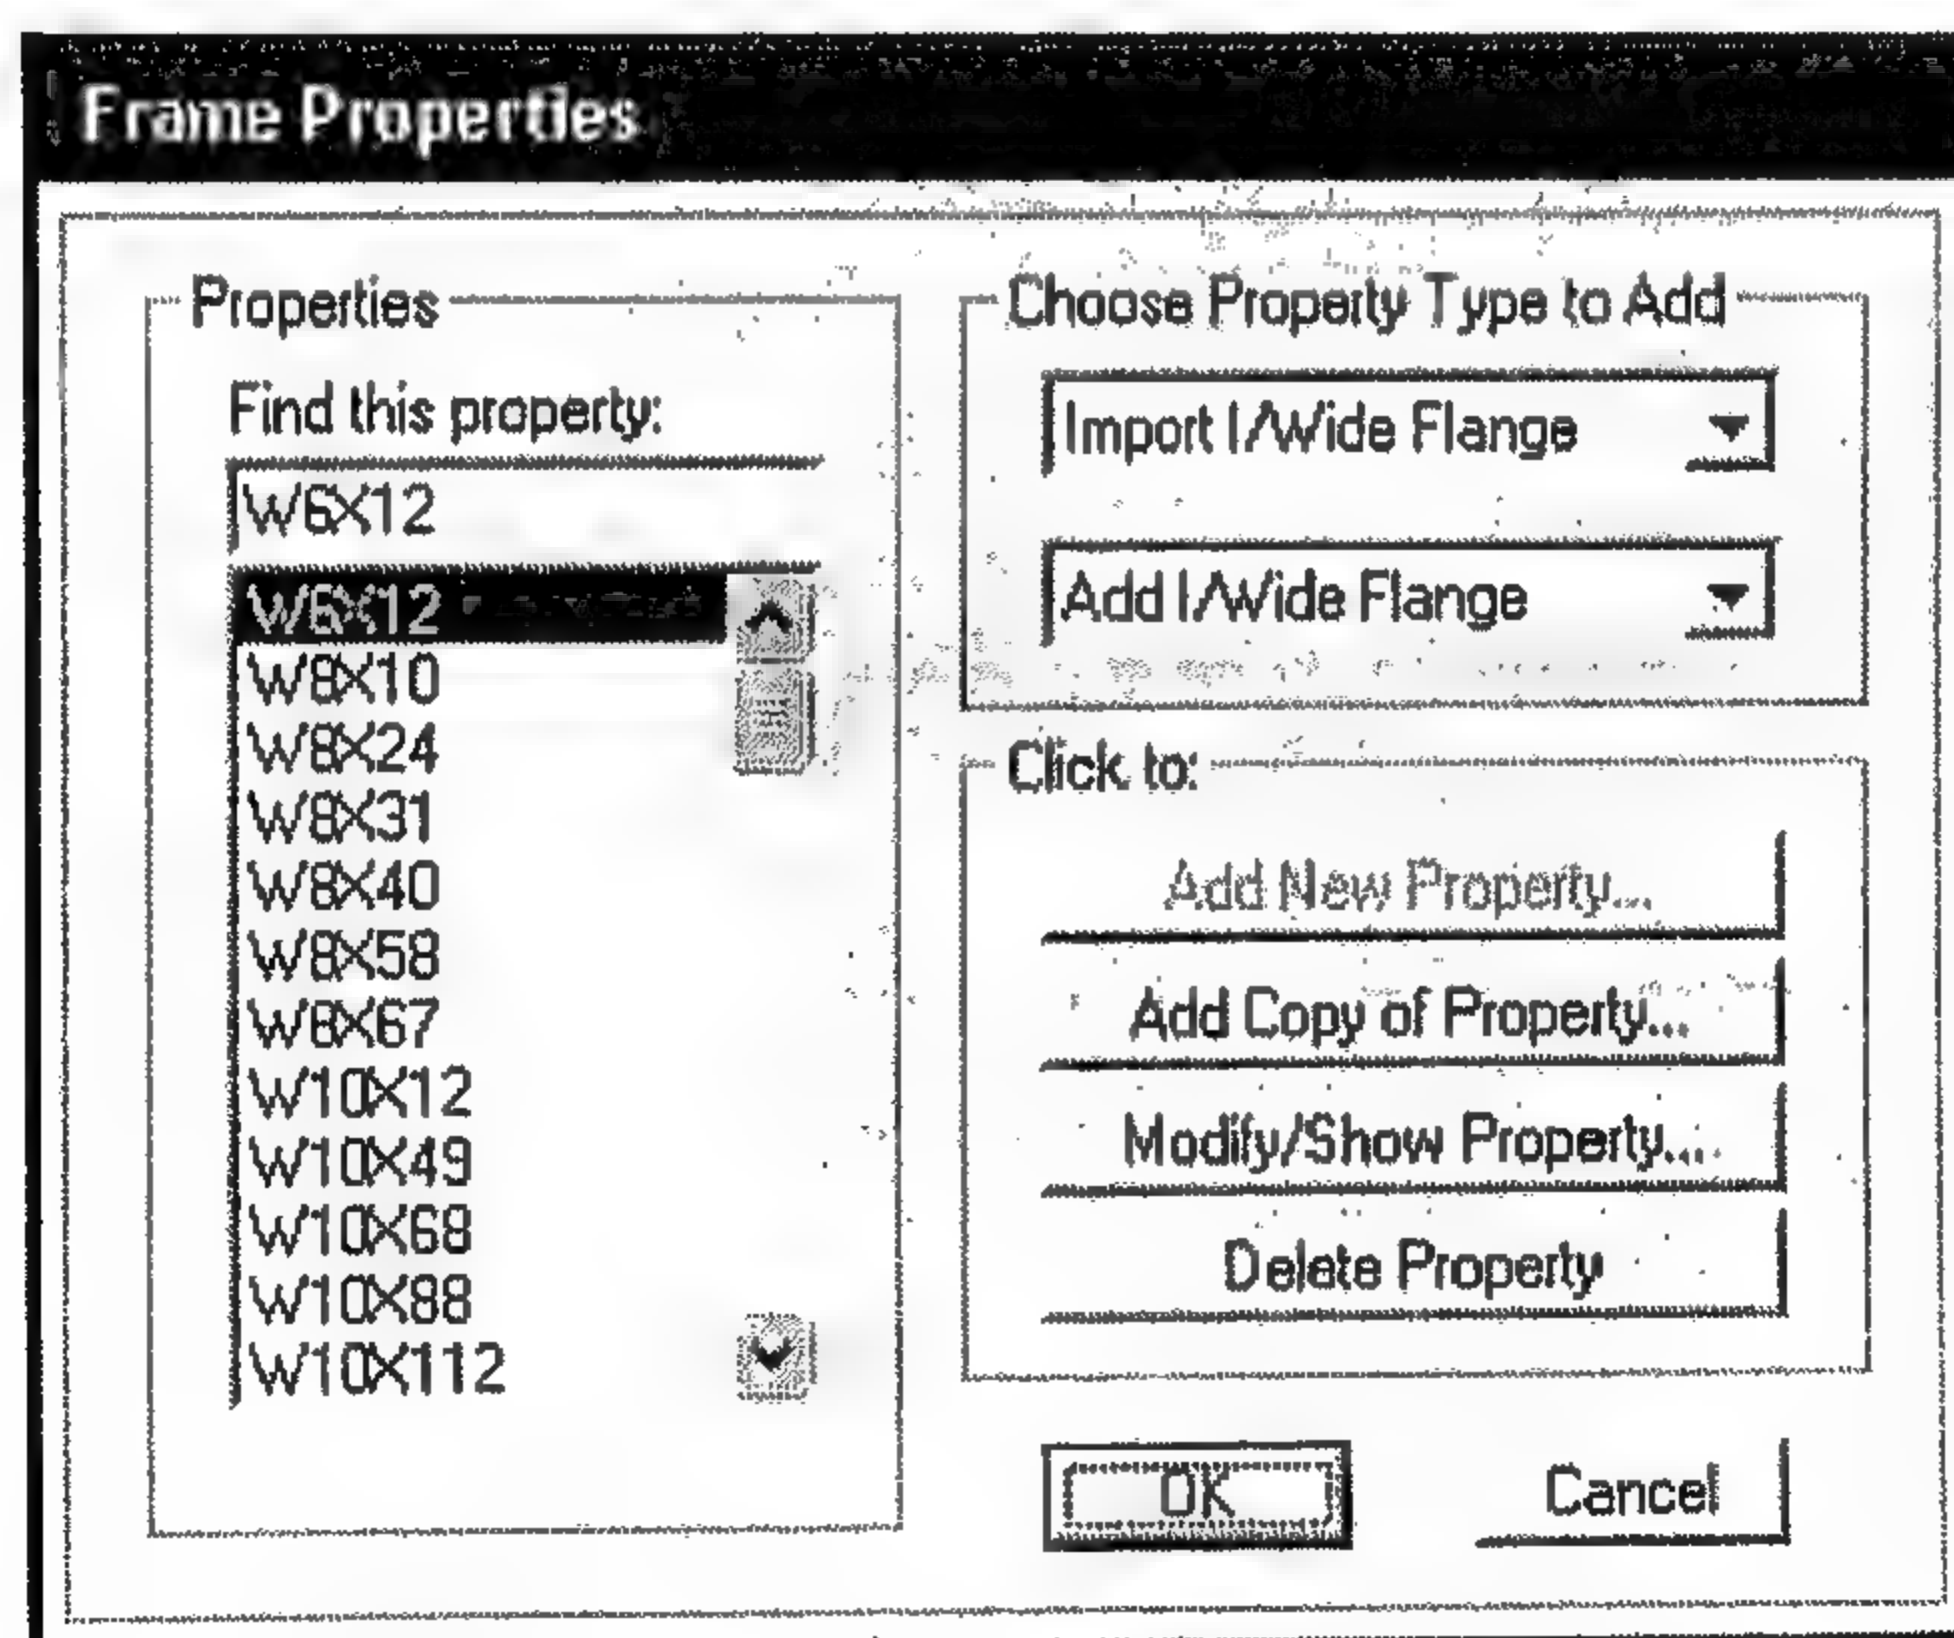 Frame Properties
Properties
Find this property:
W6X12
W6X12
W8X10
W8X24
W8X31
W8X40
W8X58
W8X67
W10X12
W10X49
W10X68
W10X88
W10X112
Choose Property Type to Add
Import I/Wide Flange
Add I/Wide Flange
Click to:
Add New Property...
Add Copy of Property...
Modify/Show Property...
Delete Property
OK
Cancel